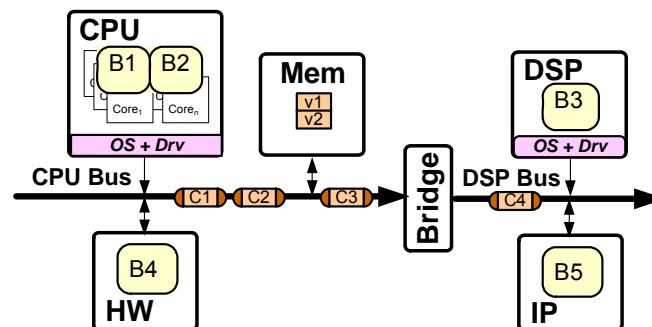 CPU
B1 B2
Core1 Coren
OS + Drv
Mem
v1
v2
DSP
B3
OS + Drv
CPU Bus
C1 C2 C3
Bridge
DSP Bus
C4
B4
HW
B5
IP